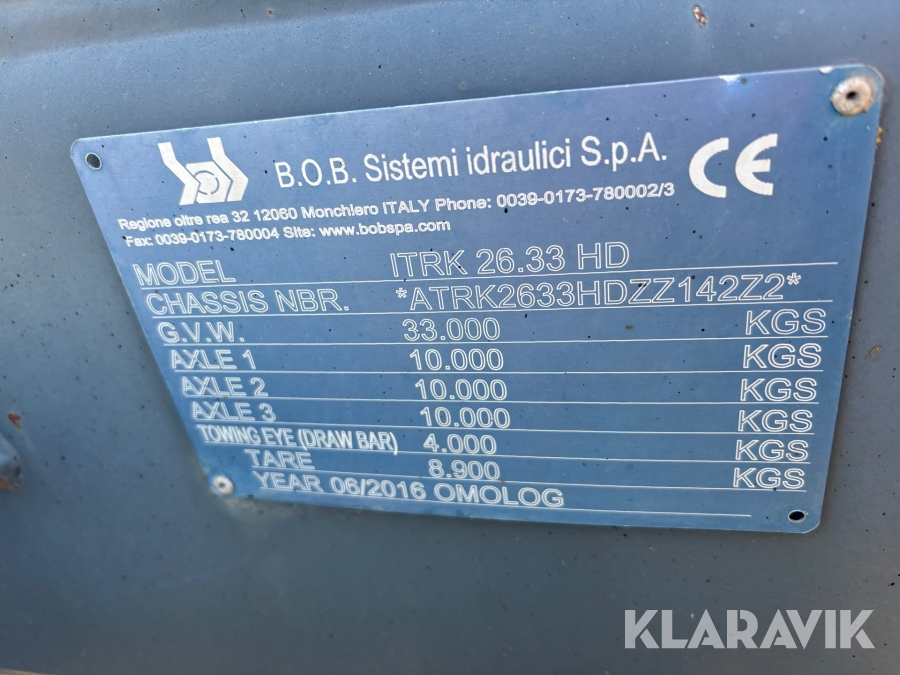 B.O.B. Sistemi idraulici S.p.A. CE
Regione oltre rea 32 12060 Monchiero ITALY Phone: 0039-0173-780002/3
Fax: 0039-0173-780004 Site: www.bobspa.com
MODEL ITRK 26.33 HD
CHASSIS NBR. *ATRK2633HDZZ142Z2*
G.V.W. 33.000 KGS
AXLE 1 10.000 KGS
AXLE 2 10.000 KGS
AXLE 3 10.000 KGS
TOWING EYE (DRAW BAR) 4.000 KGS
TARE 8.900 KGS
YEAR 06/2016 OMOLOG
KLARAVIK